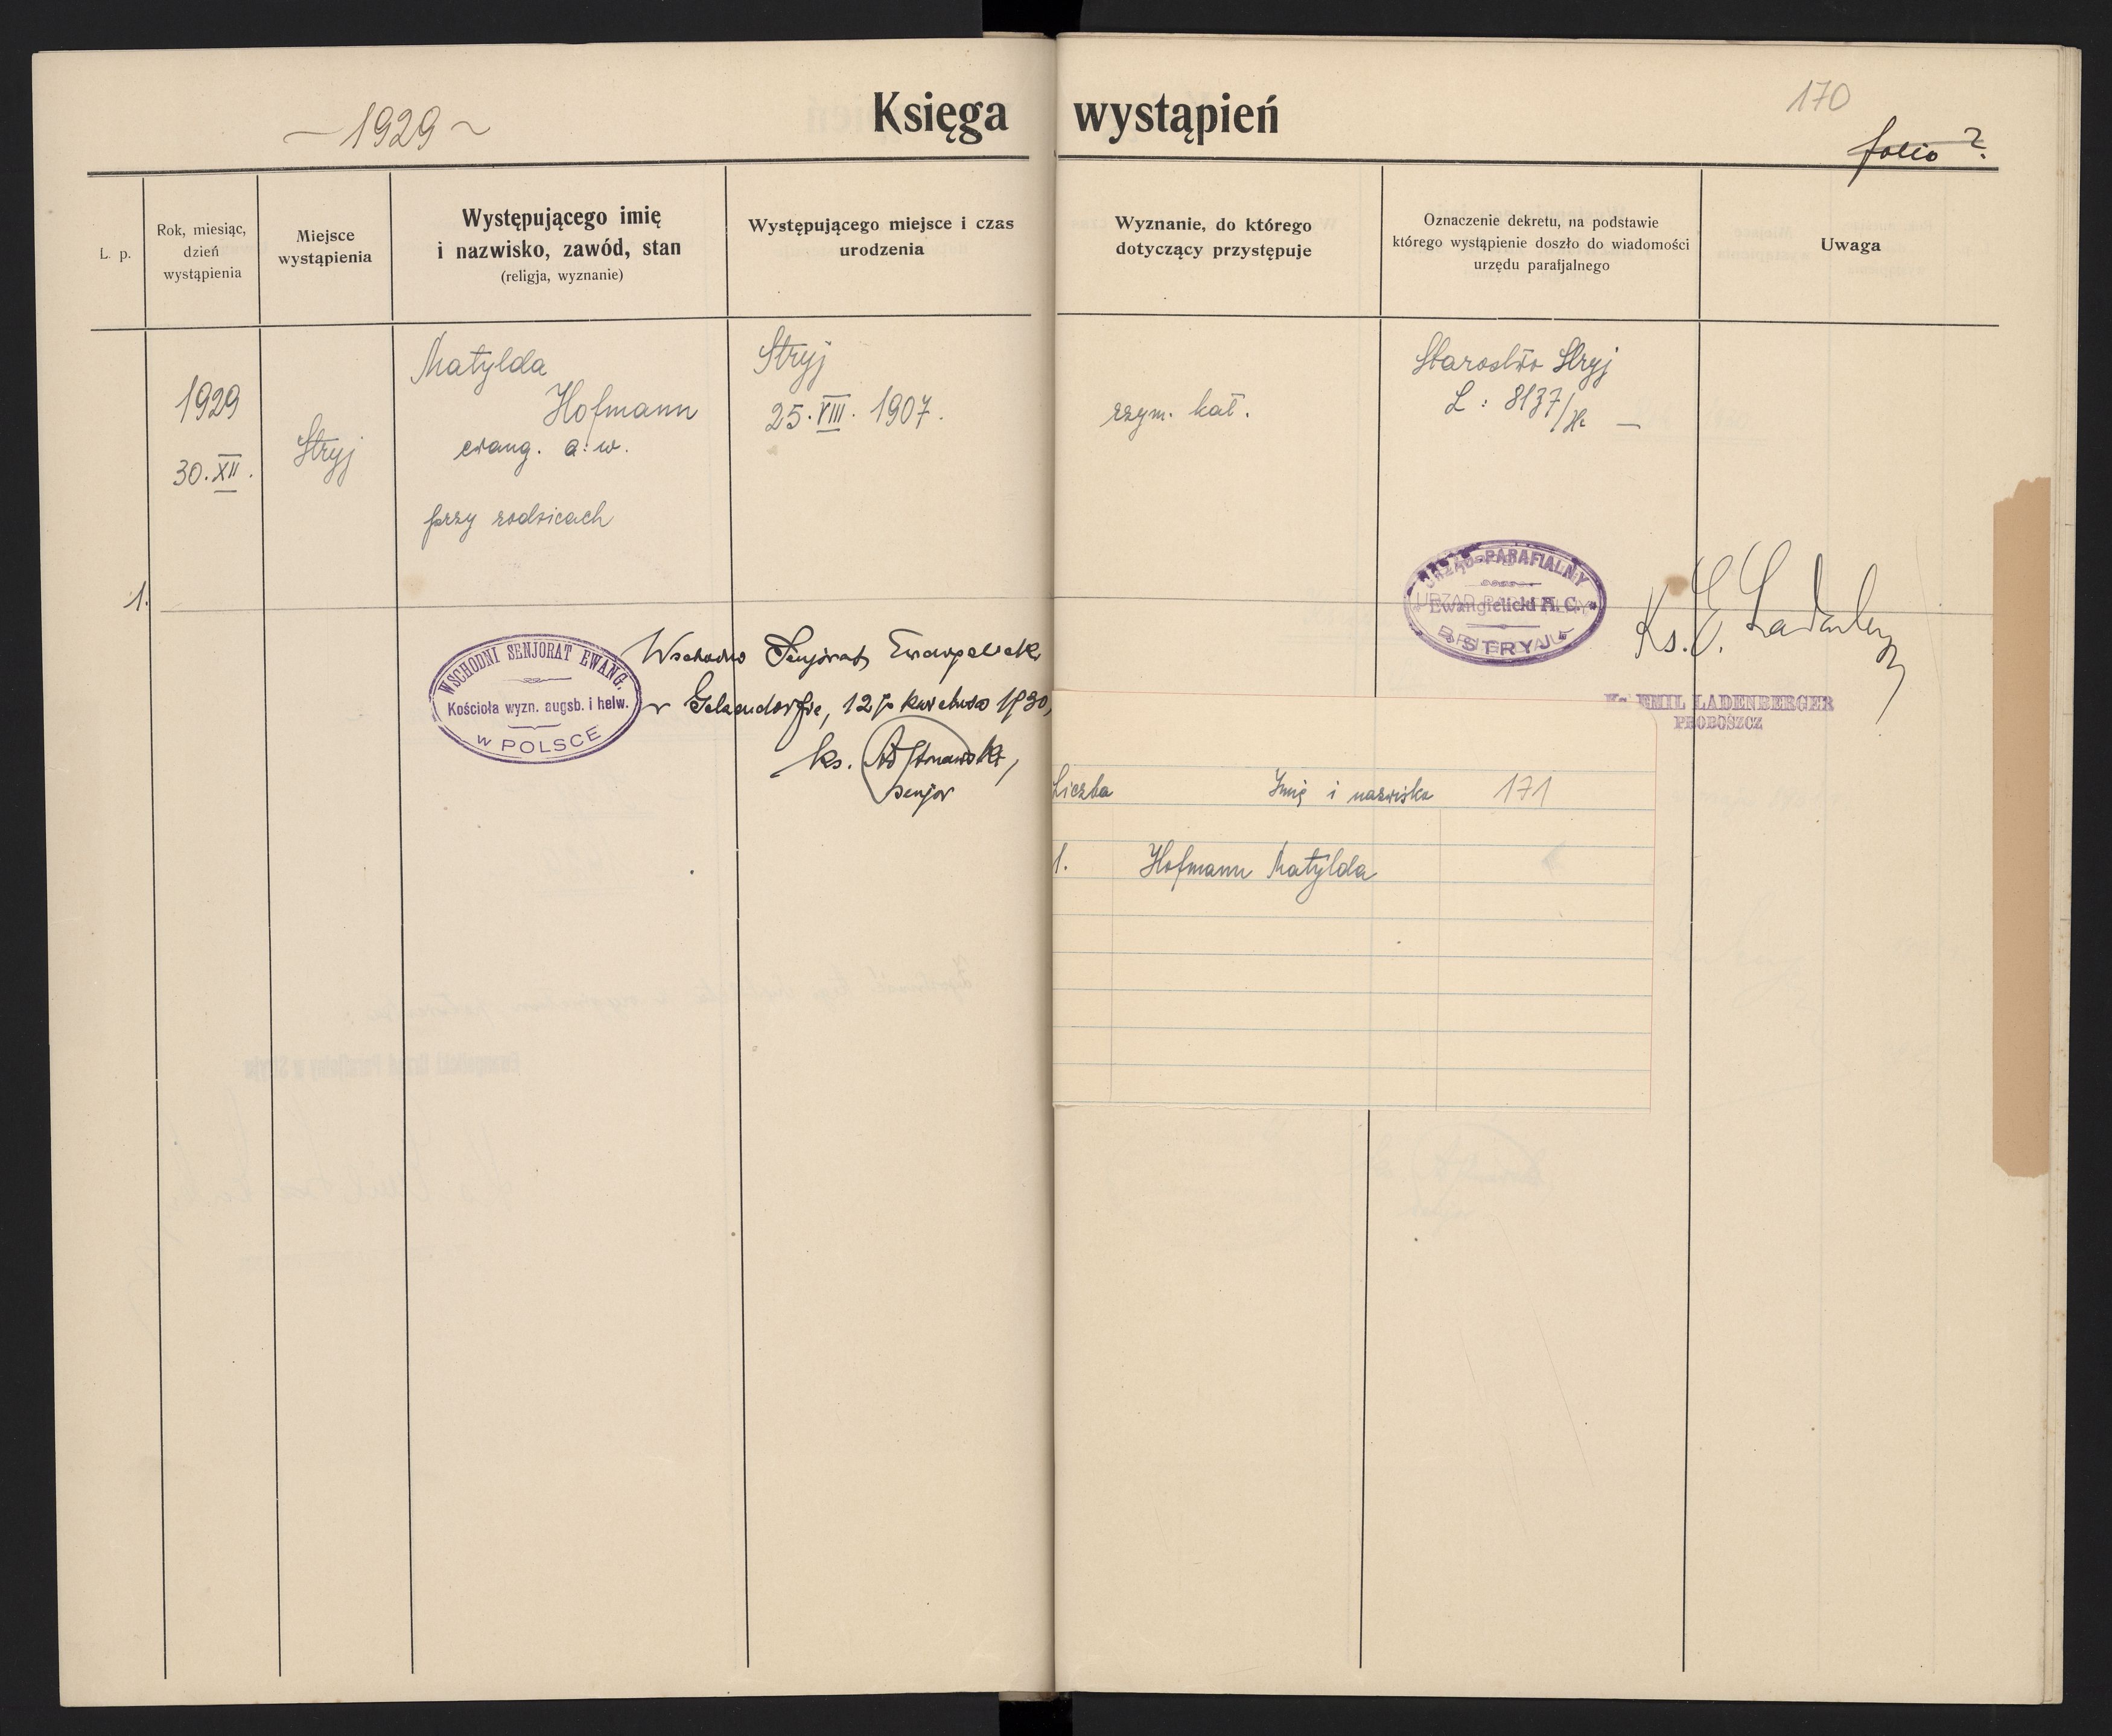 ~ 1929 ~
Księga wystąpień
170
folio 2.
L. p.
Rok, miesiąc,
dzień
wystąpienia
Miejsce
wystąpienia
Występującego imię
i nazwisko, zawód, stan
(religja, wyznanie)
Występującego miejsce i czas
urodzenia
Wyznanie, do którego
dotyczący przystępuje
Oznaczenie dekretu, na podstawie
którego wystąpienie doszło do wiadomości
urzędu parafjalnego
Uwaga
1.
1929
30. XII.
Stryj
Matylda
Hofmann
ewang. a. w.
przy rodzicach
Stryj
25. VIII. 1907.
rzym. kat.
Starostwo Stryj
L: 8137/
URZĄD PARAFIALNY
Ewangielicki A. C.
STRYJ
Ks. E. Ladenberger
Ks. EMIL LADENBERGER
PROBOSZCZ
WSCHODNI SENJORAT EWANG.
Kościoła wyzn. augsb. i helw.
w POLSCE
Wschodni Senjorat Ewangelicki
w Gelsendorfie, 12 kwietnia 1930,
ks.
senjor
Liczba Imię i nazwisko 171
1. Hofmann Matylda